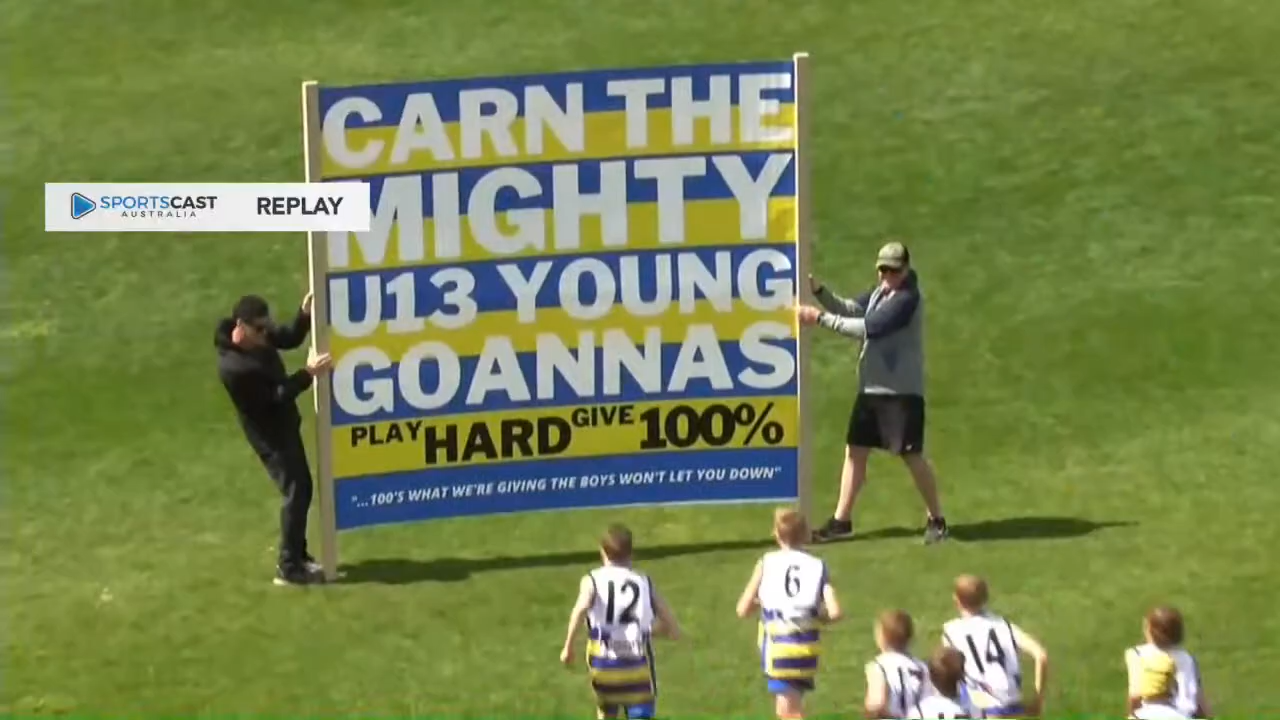 CARN THE
MIGHTY
U13 YOUNG
GOANNAS
PLAY HARD GIVE 100%
"...100'S WHAT WE'RE GIVING THE BOYS WON'T LET YOU DOWN"
SPORTSCAST
AUSTRALIA
REPLAY
12
6
14